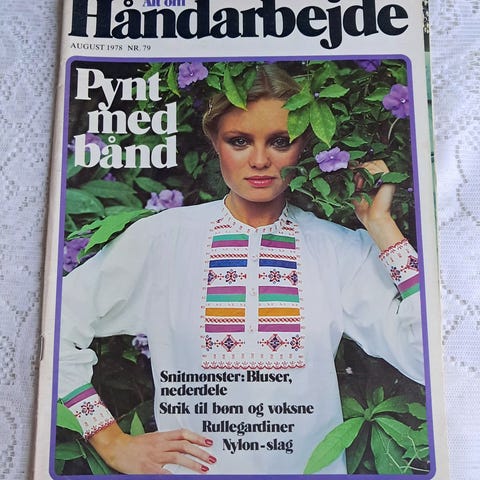 Alt om
Håndarbejde
AUGUST 1978 NR. 79
Pynt
med
bånd
Snitmønster: Bluser,
nederdele
Strik til børn og voksne
Rullegardiner
Nylon-slag